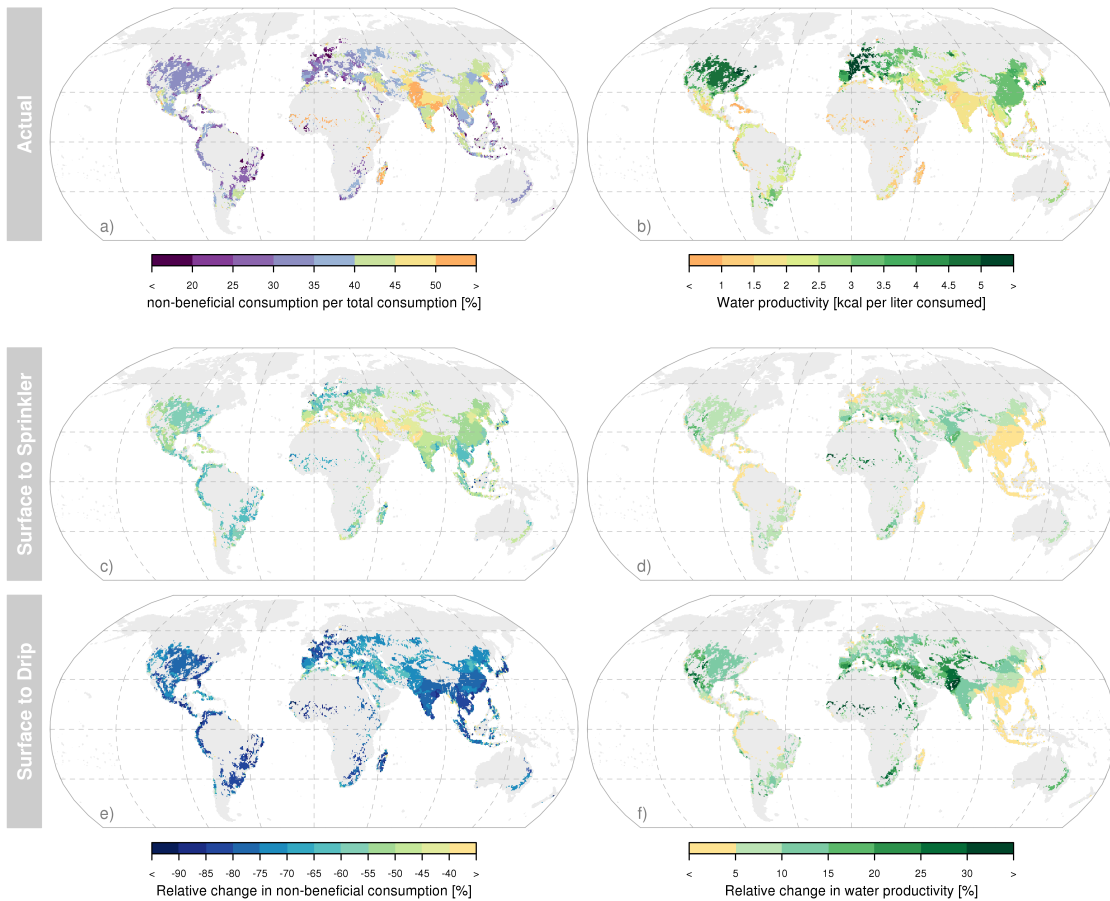 Actual
a)
b)
< 20 25 30 35 40 45 50 >
non-beneficial consumption per total consumption [%]
< 1 1.5 2 2.5 3 3.5 4 4.5 5 >
Water productivity [kcal per liter consumed]
Surface to Sprinkler
c)
d)
Surface to Drip
e)
f)
< -90 -85 -80 -75 -70 -65 -60 -55 -50 -45 -40 >
Relative change in non-beneficial consumption [%]
< 5 10 15 20 25 30 >
Relative change in water productivity [%]